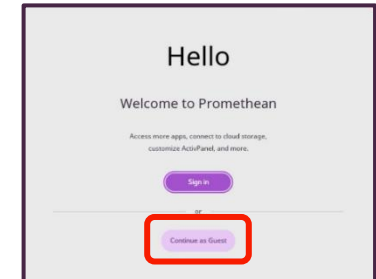 Hello
Welcome to Promethean
Access more apps, connect to cloud storage,
customize ActivPanel, and more.
Sign in
or
Continue as Guest